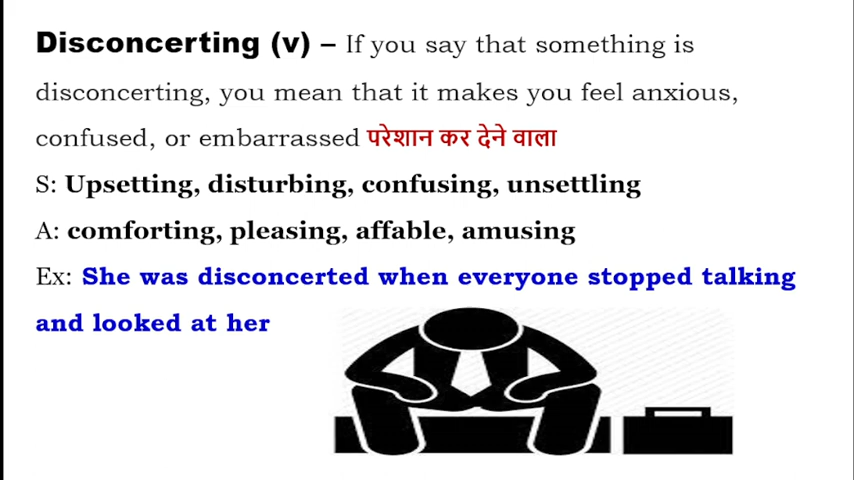 Disconcerting (v) – If you say that something is
disconcerting, you mean that it makes you feel anxious,
confused, or embarrassed परेशान कर देने वाला
S: Upsetting, disturbing, confusing, unsettling
A: comforting, pleasing, affable, amusing
Ex: She was disconcerted when everyone stopped talking
and looked at her